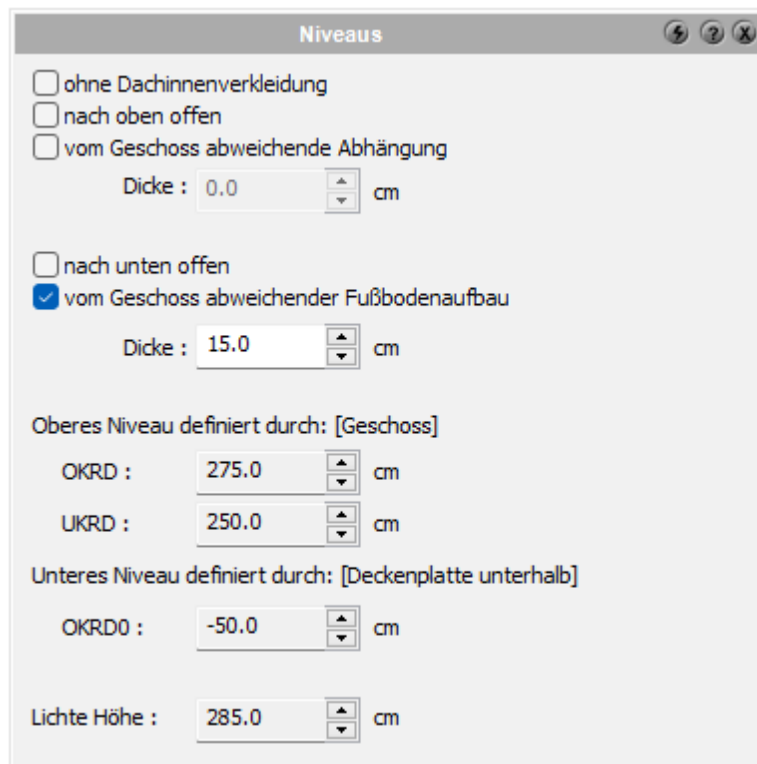 Niveaus
ohne Dachinnenverkleidung
nach oben offen
vom Geschoss abweichende Abhängung
Dicke : 0.0 cm
nach unten offen
vom Geschoss abweichender Fußbodenaufbau
Dicke : 15.0 cm
Oberes Niveau definiert durch: [Geschoss]
OKRD : 275.0 cm
UKRD : 250.0 cm
Unteres Niveau definiert durch: [Deckenplatte unterhalb]
OKRD0 : -50.0 cm
Lichte Höhe : 285.0 cm